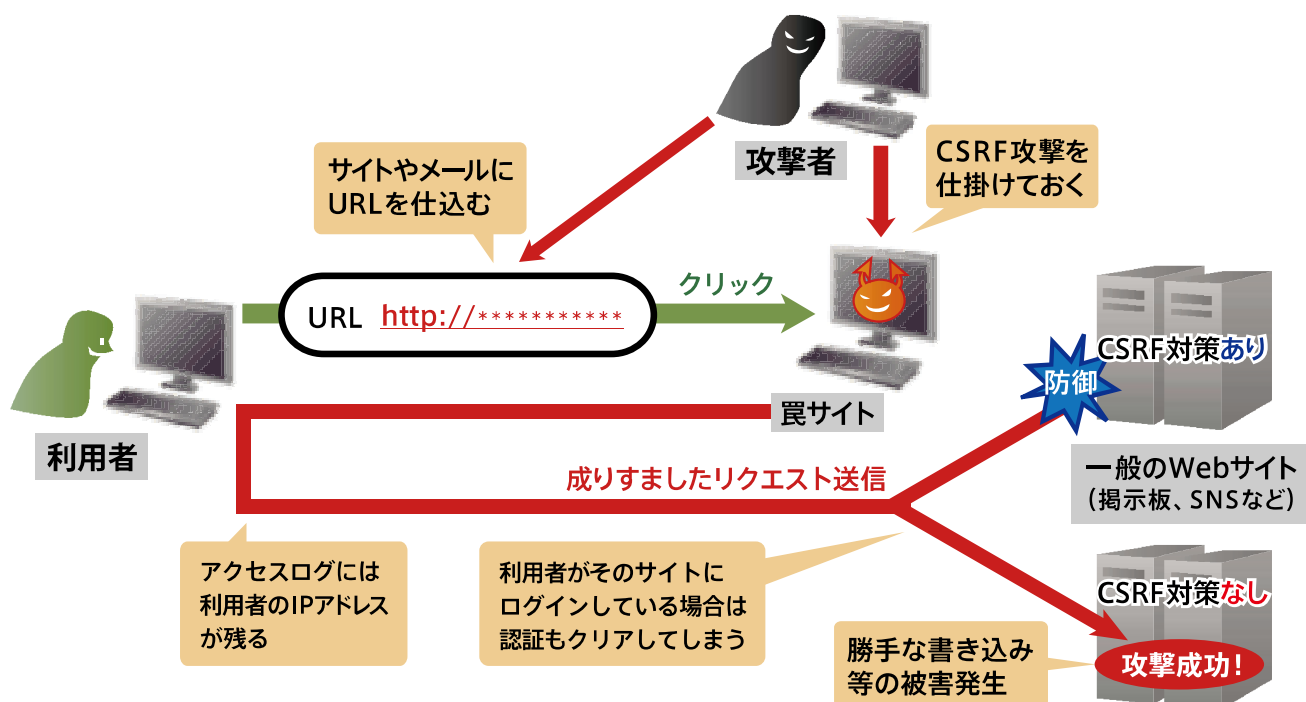 攻撃者
CSRF攻撃を
仕掛けておく
サイトやメールに
URLを仕込む
URL http://***********
クリック
利用者
罠サイト
CSRF対策あり
防御
一般のWebサイト
（掲示板、SNSなど）
成りすましたリクエスト送信
アクセスログには
利用者のIPアドレス
が残る
利用者がそのサイトに
ログインしている場合は
認証もクリアしてしまう
CSRF対策なし
攻撃成功！
勝手な書き込み
等の被害発生